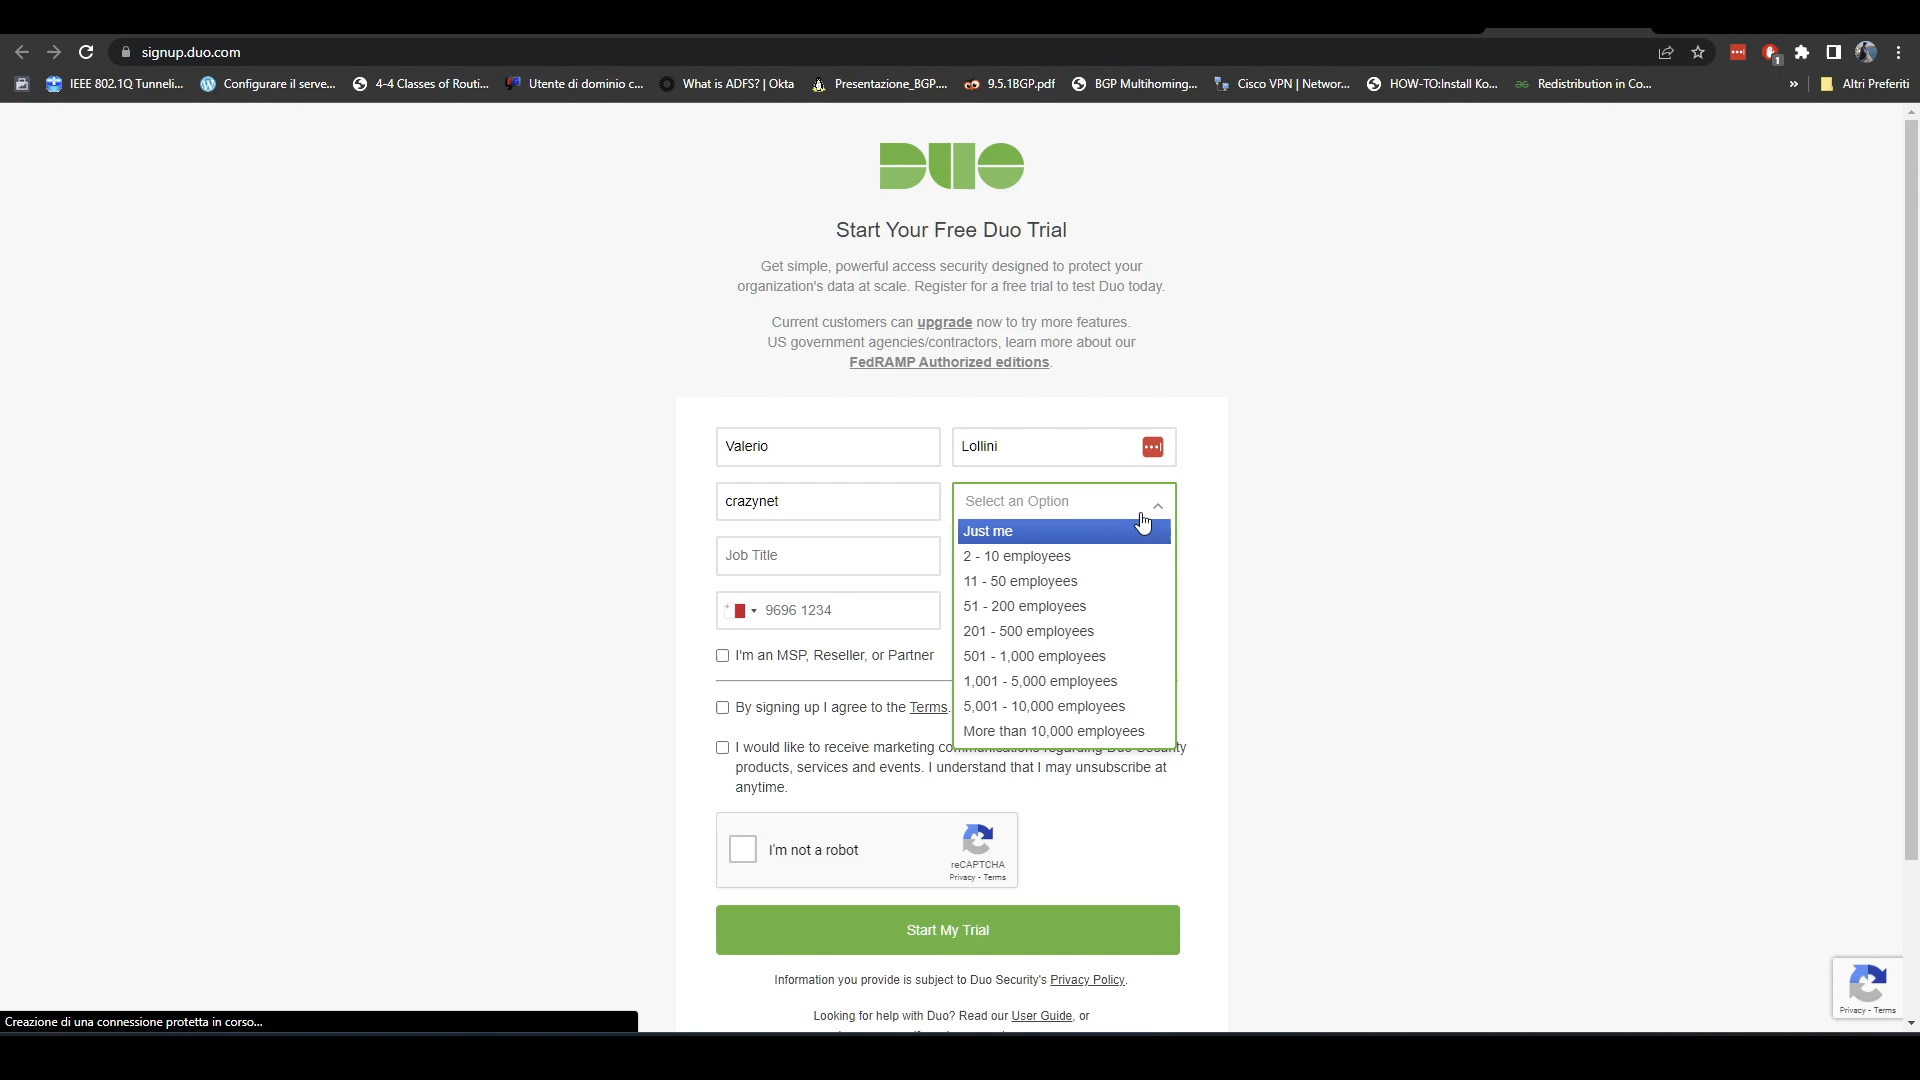 signup.duo.com
1
IEEE 802.1Q Tunneli...
Configurare il serve...
4-4 Classes of Routi...
Utente di dominio c...
What is ADFS? | Okta
Presentazione_BGP....
9.5.1BGP.pdf
BGP Multihoming...
Cisco VPN | Networ...
HOW-TO:Install Ko...
Redistribution in Co...
»
Altri Preferiti
DUO
Start Your Free Duo Trial
Get simple, powerful access security designed to protect your
organization's data at scale. Register for a free trial to test Duo today.
Current customers can upgrade now to try more features.
US government agencies/contractors, learn more about our
FedRAMP Authorized editions.
Valerio
Lollini
crazynet
Select an Option
Just me
Job Title
2 - 10 employees
11 - 50 employees
51 - 200 employees
9696 1234
201 - 500 employees
501 - 1,000 employees
I'm an MSP, Reseller, or Partner
1,001 - 5,000 employees
5,001 - 10,000 employees
By signing up I agree to the Terms.
More than 10,000 employees
I would like to receive marketing
products, services and events. I understand that I may unsubscribe at
anytime.
I'm not a robot
reCAPTCHA
Privacy - Terms
Start My Trial
Information you provide is subject to Duo Security's Privacy Policy.
Looking for help with Duo? Read our User Guide, or
Privacy - Terms
Creazione di una connessione protetta in corso...